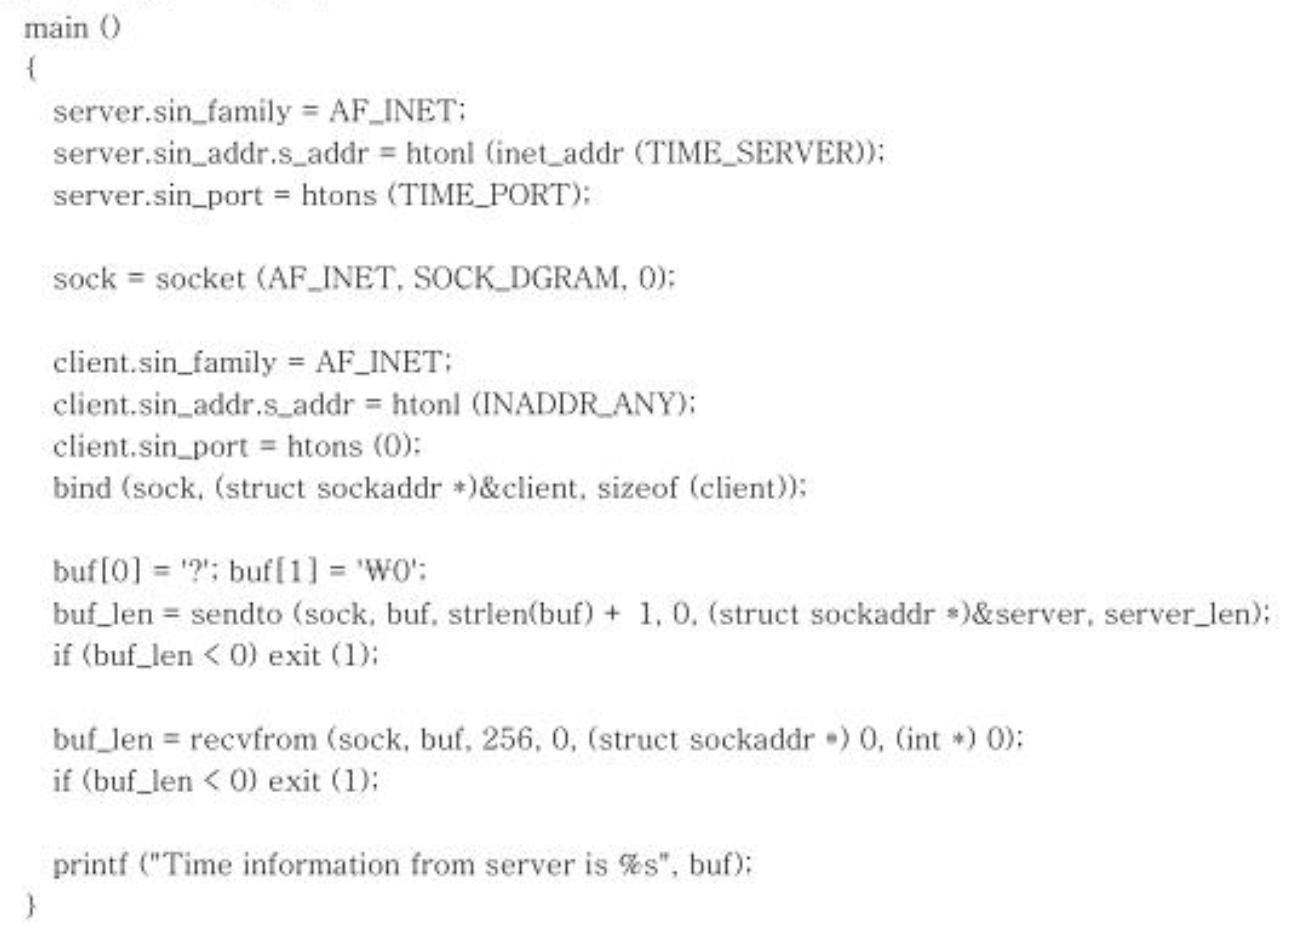 main ()
{
server.sin_family = AF_INET;
server.sin_addr.s_addr = htonl (inet_addr (TIME_SERVER));
server.sin_port = htons (TIME_PORT);
sock = socket (AF_INET, SOCK_DGRAM, 0);
client.sin_family = AF_INET;
client.sin_addr.s_addr = htonl (INADDR_ANY);
client.sin_port = htons (0);
bind (sock, (struct sockaddr *)&client, sizeof (client));
buf[0] = '?'; buf[1] = '₩0';
buf_len = sendto (sock, buf, strlen(buf) + 1, 0, (struct sockaddr *)&server, server_len);
if (buf_len < 0) exit (1);
buf_len = recvfrom (sock, buf, 256, 0, (struct sockaddr *) 0, (int *) 0);
if (buf_len < 0) exit (1);
printf ("Time information from server is %s", buf);
}